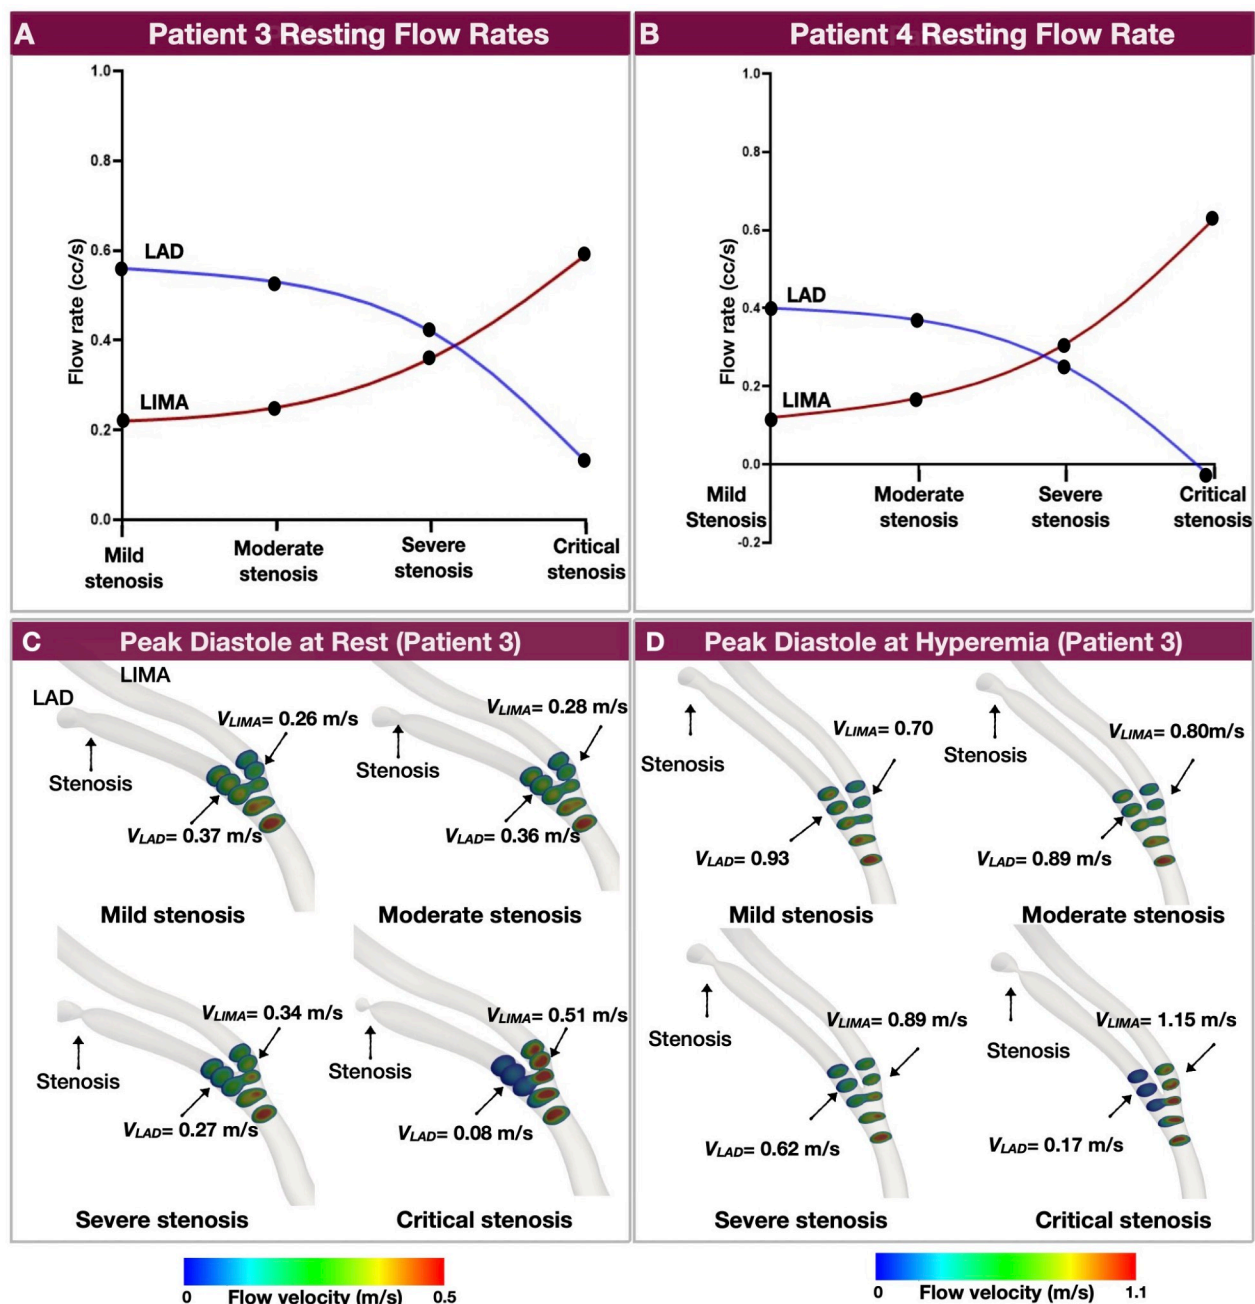 A Patient 3 Resting Flow Rates
1.0
0.8
0.6
0.4
0.2
0.0
Flow rate (cc/s)
LAD
LIMA
Mild
stenosis
Moderate
stenosis
Severe
stenosis
Critical
stenosis
B Patient 4 Resting Flow Rate
1.0
0.8
0.6
0.4
0.2
0.0
-0.2
Flow rate (cc/s)
LAD
LIMA
Mild
Stenosis
Moderate
stenosis
Severe
stenosis
Critical
stenosis
C Peak Diastole at Rest (Patient 3)
LIMA
LAD
VLIMA= 0.26 m/s
Stenosis
VLAD= 0.37 m/s
Mild stenosis
VLIMA= 0.28 m/s
Stenosis
VLAD= 0.36 m/s
Moderate stenosis
VLIMA= 0.34 m/s
Stenosis
VLAD= 0.27 m/s
Severe stenosis
VLIMA= 0.51 m/s
Stenosis
VLAD= 0.08 m/s
Critical stenosis
0 Flow velocity (m/s) 0.5
D Peak Diastole at Hyperemia (Patient 3)
VLIMA= 0.70
Stenosis
VLAD= 0.93
Mild stenosis
VLIMA= 0.80m/s
Stenosis
VLAD= 0.89 m/s
Moderate stenosis
VLIMA= 0.89 m/s
Stenosis
VLAD= 0.62 m/s
Severe stenosis
VLIMA= 1.15 m/s
Stenosis
VLAD= 0.17 m/s
Critical stenosis
0 Flow velocity (m/s) 1.1